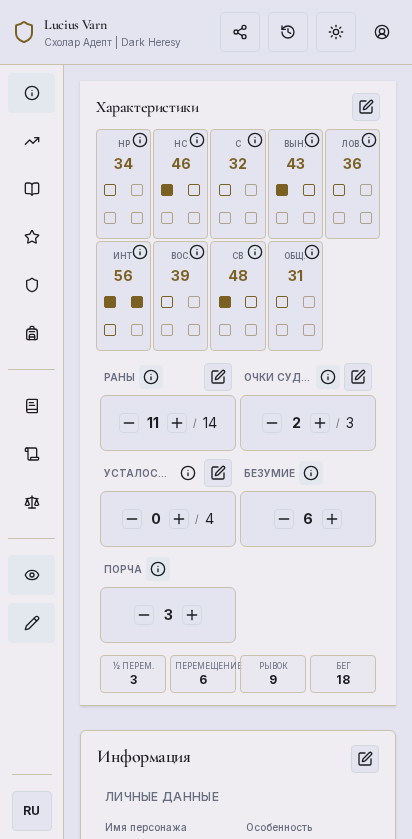 Lucius Varn
Схолар Адепт | Dark Heresy
Характеристики
НР НС С ВЫН ЛОВ
34 46 32 43 36
ИНТ ВОС СВ ОБЩ
56 39 48 31
РАНЫ ОЧКИ СУД...
− 11 + / 14 − 2 + / 3
УСТАЛОС... БЕЗУМИЕ
− 0 + / 4 − 6 +
ПОРЧА
− 3 +
½ ПЕРЕМ. ПЕРЕМЕЩЕНИЕ РЫВОК БЕГ
3 6 9 18
Информация
ЛИЧНЫЕ ДАННЫЕ
Имя персонажа Особенность
RU